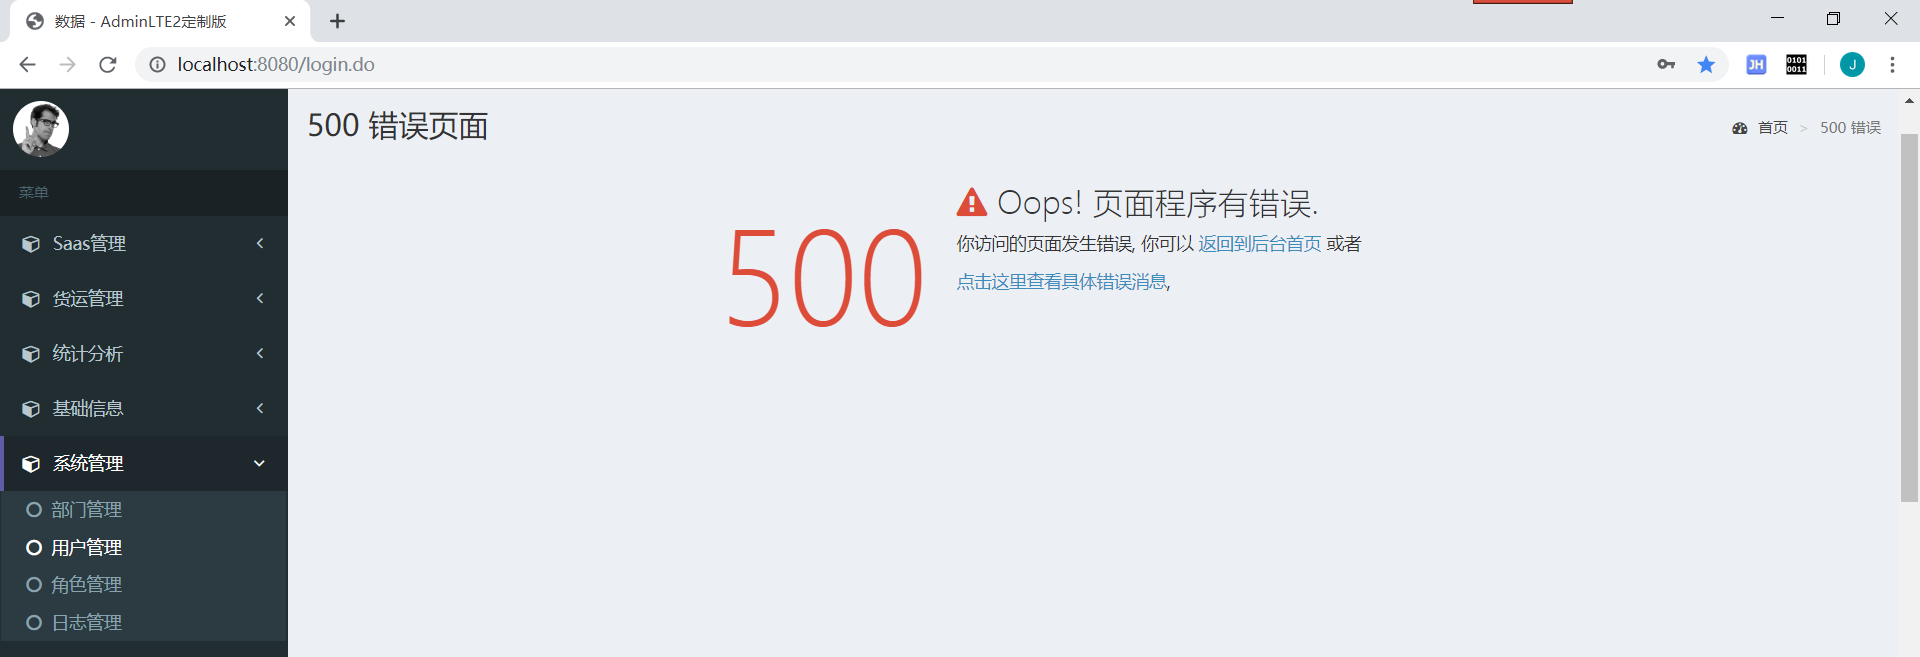 数据 - AdminLTE2定制版
localhost:8080/login.do
JH
0101
0011
J
菜单
Saas管理
货运管理
统计分析
基础信息
系统管理
部门管理
用户管理
角色管理
日志管理
500 错误页面
首页 > 500 错误
500
Oops! 页面程序有错误.
你访问的页面发生错误, 你可以 返回到后台首页 或者
点击这里查看具体错误消息,